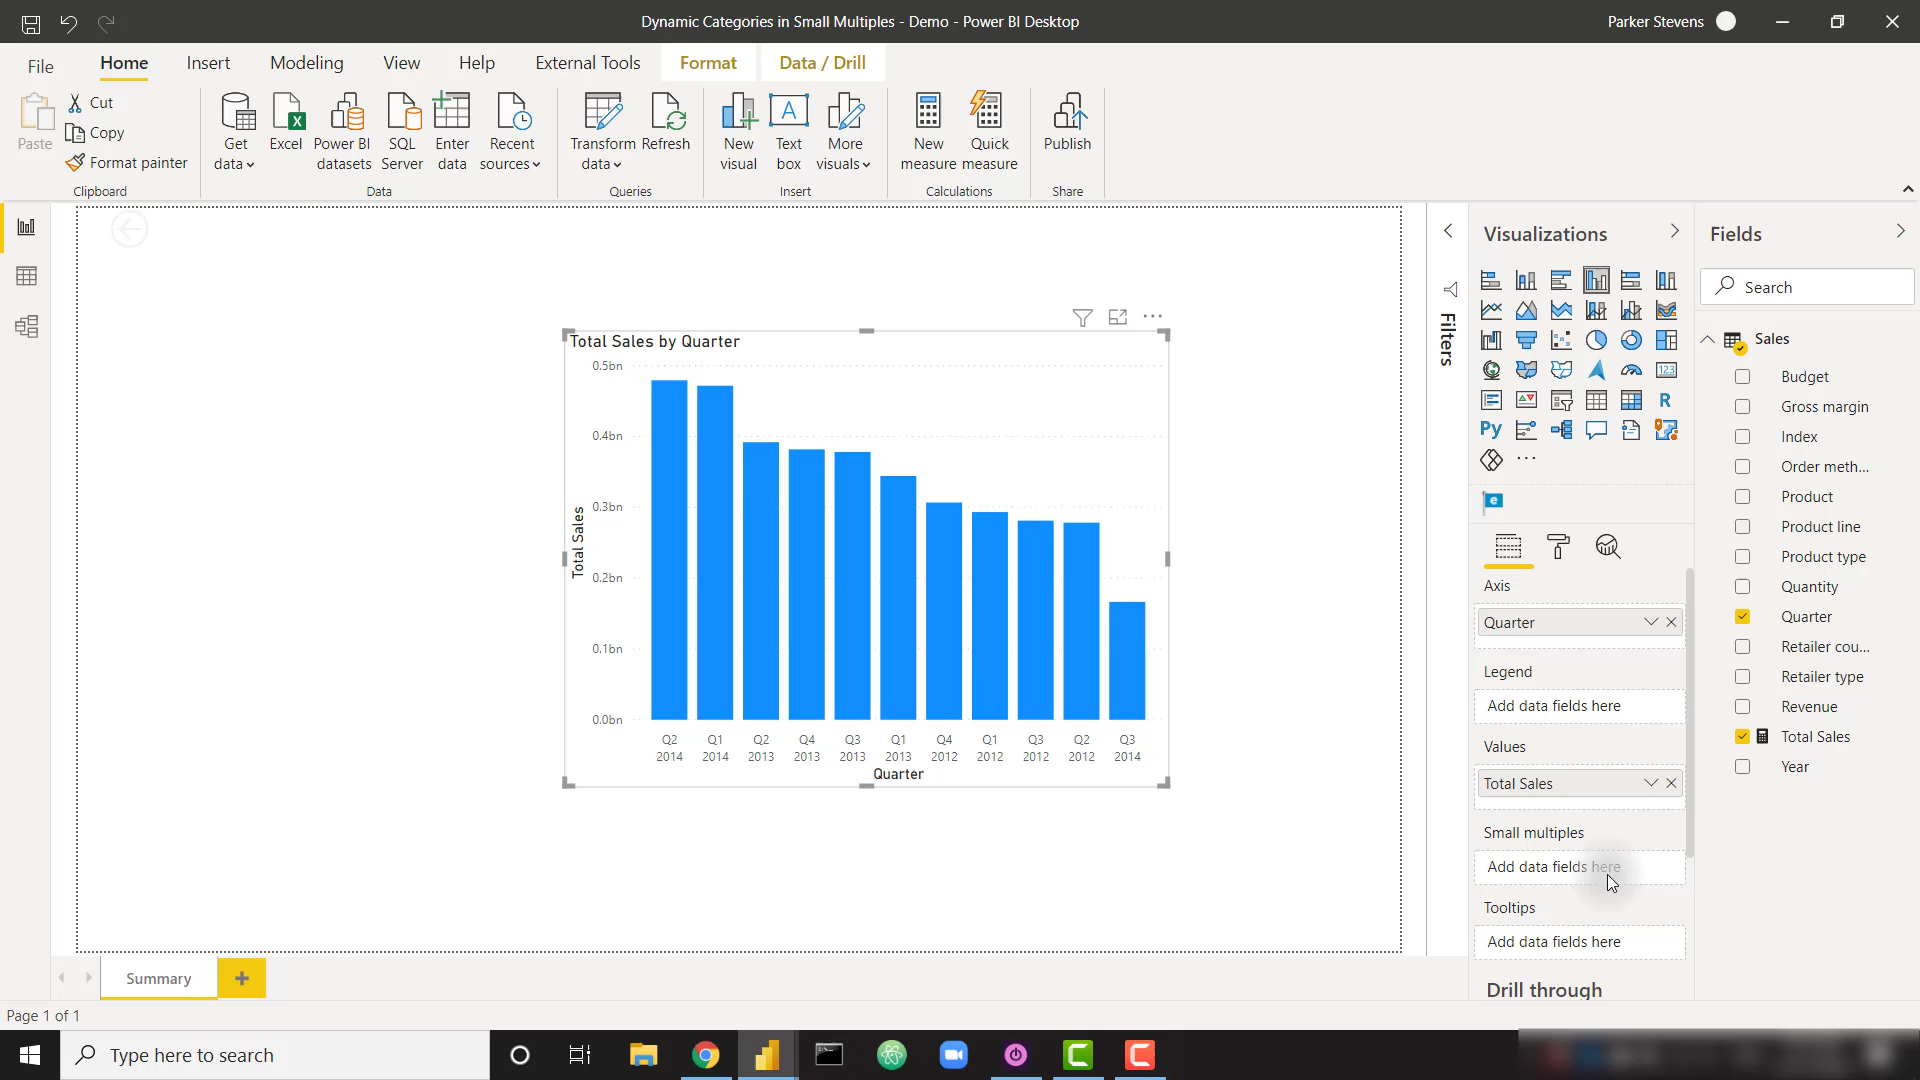 Dynamic Categories in Small Multiples - Demo - Power BI Desktop
Parker Stevens
File
Home
Insert
Modeling
View
Help
External Tools
Format
Data / Drill
Paste
Cut
Copy
Format painter
Clipboard
Get
data
Excel
Power BI
datasets
SQL
Server
Enter
data
Recent
sources
Data
Transform
data
Refresh
Queries
New
visual
Text
box
More
visuals
Insert
New
measure
Quick
measure
Calculations
Publish
Share
Total Sales by Quarter
Total Sales
0.5bn
0.4bn
0.3bn
0.2bn
0.1bn
0.0bn
Q2
2014
Q1
2014
Q2
2013
Q4
2013
Q3
2013
Q1
2013
Q4
2012
Q1
2012
Q3
2012
Q2
2012
Q3
2014
Quarter
Filters
Visualizations
123
R
Py
Axis
Quarter
Legend
Add data fields here
Values
Total Sales
Small multiples
Add data fields here
Tooltips
Add data fields here
Drill through
Fields
Search
Sales
Budget
Gross margin
Index
Order meth...
Product
Product line
Product type
Quantity
Quarter
Retailer cou...
Retailer type
Revenue
Total Sales
Year
Summary
Page 1 of 1
Type here to search